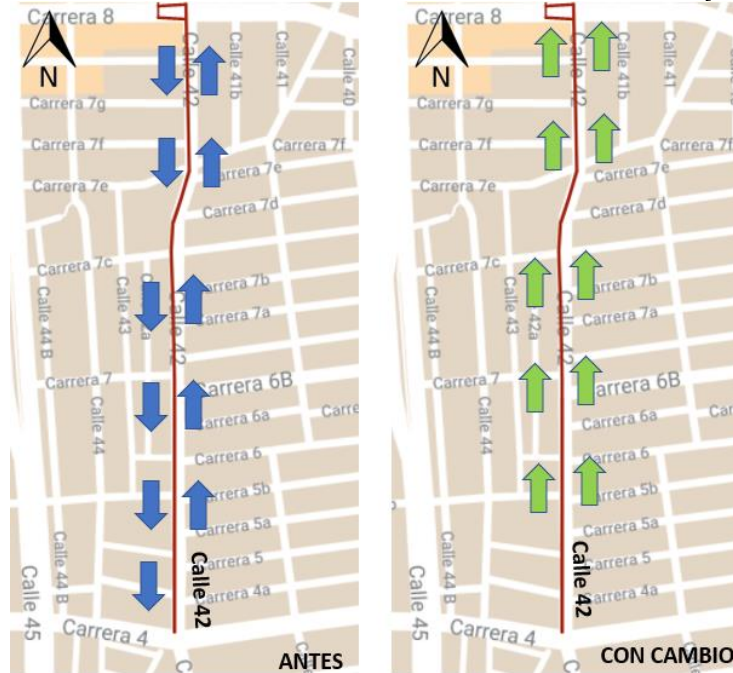 Carrera 8
N
Calle 42
Calle 41b
Calle 41
Calle 40
Carrera 7g
Carrera 7f
Carrera 7f
Carrera 7e
Carrera 7e
Carrera 7d
Carrera 7c
Carrera 7b
Carrera 7a
Calle 44 B
Calle 43
Calle 42
Carrera 7
Carrera 6B
Calle 44
Carrera 6a
Carrera 6
Carrera 5b
Carrera 5a
Carrera 5
Carrera 4a
Calle 42
Calle 45
Calle 44 B
Carrera 4
ANTES
Carrera 8
N
Calle 42
Calle 41b
Calle 41
Carrera 7g
Carrera 7f
Carrera 7f
Carrera 7e
Carrera 7e
Carrera 7d
Carrera 7c
Carrera 7b
Carrera 7a
Calle 44 B
Calle 43
42a
Calle 42
Carrera 7
Carrera 6B
Calle 44
Carrera 6a
Carrera 6
Carrera 5b
Carrera 5a
Carrera 5
Carrera 4a
Calle 42
Calle 45
Calle 44 B
Carrera 4
CON CAMBIO